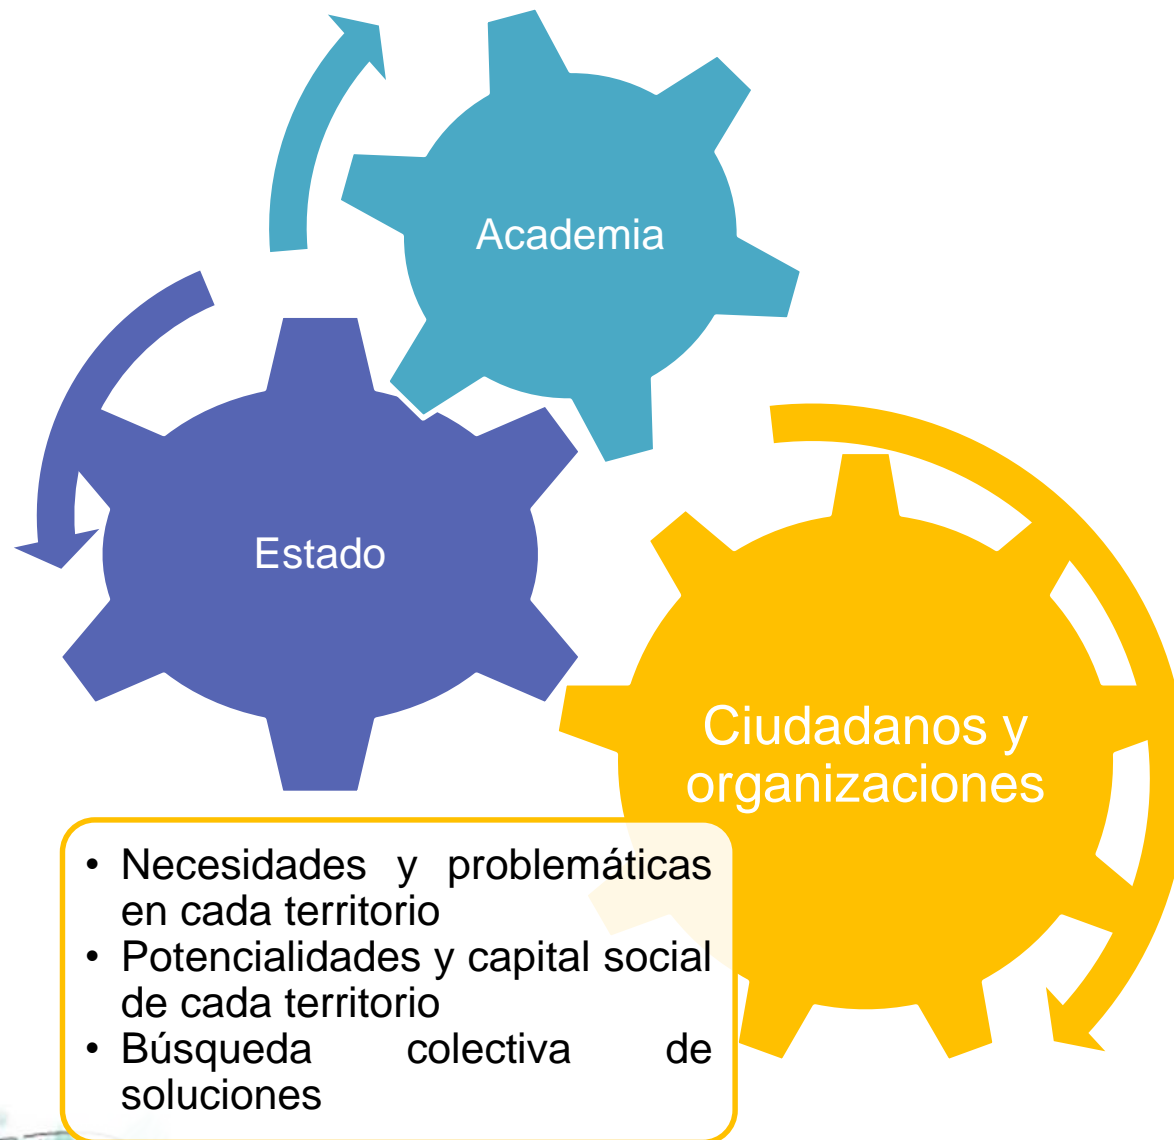 Academia
Estado
Ciudadanos y
organizaciones
• Necesidades y problemáticas
en cada territorio
• Potencialidades y capital social
de cada territorio
• Búsqueda colectiva de
soluciones